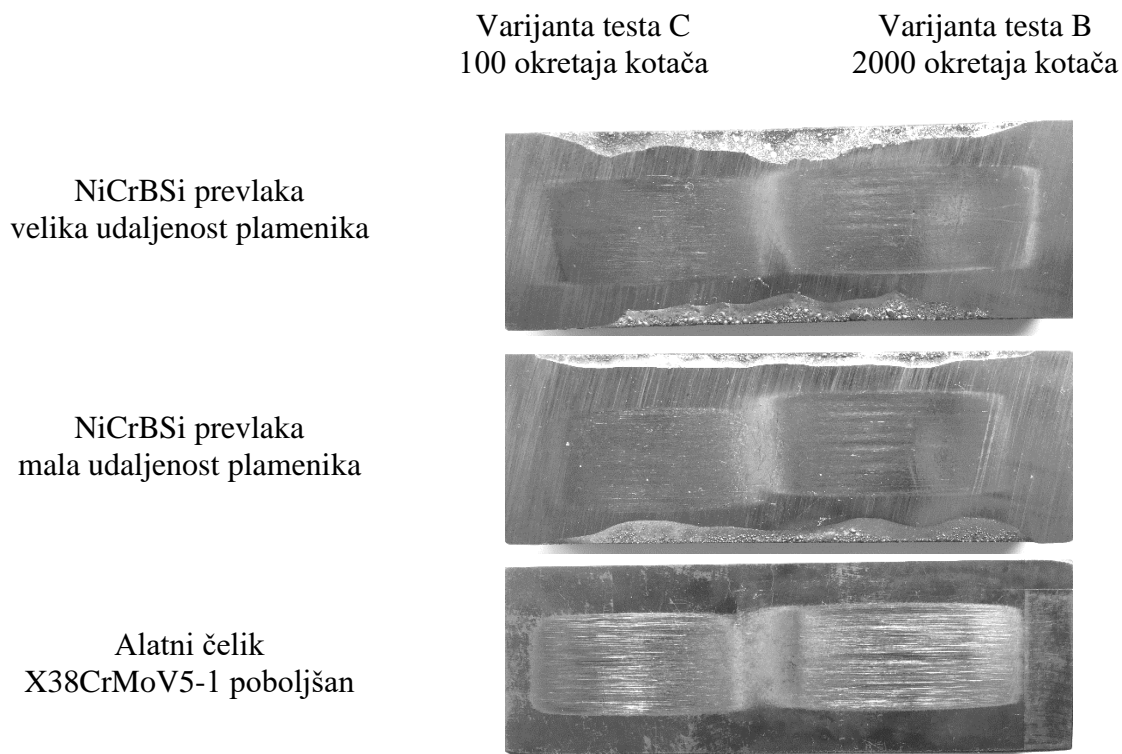 Varijanta testa C
100 okretaja kotača
Varijanta testa B
2000 okretaja kotača
NiCrBSi prevlaka
velika udaljenost plamenika
NiCrBSi prevlaka
mala udaljenost plamenika
Alatni čelik
X38CrMoV5-1 poboljšan